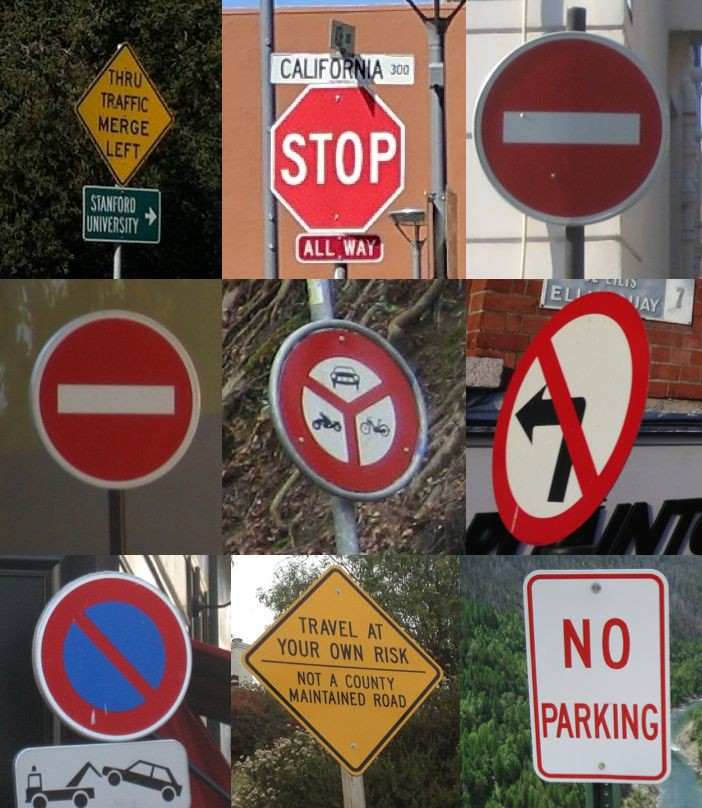 THRU
TRAFFIC
MERGE
LEFT
STANFORD
UNIVERSITY
CALIFORNIA 300
STOP
ALL WAY
7
TRAVEL AT
YOUR OWN RISK
NOT A COUNTY
MAINTAINED ROAD
NO
PARKING